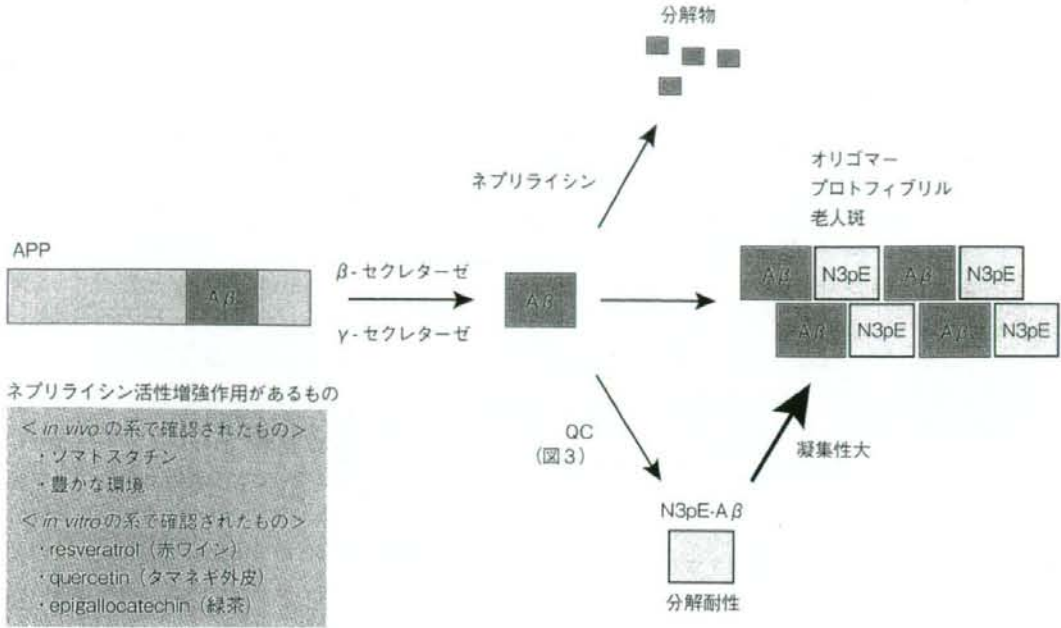 分解物
ネプリライシン
オリゴマー
プロトフィブリル
老人斑
APP
Aβ
β-セクレターゼ
γ-セクレターゼ
Aβ
Aβ N3pE Aβ N3pE
Aβ N3pE Aβ N3pE
ネプリライシン活性増強作用があるもの
<in vivoの系で確認されたもの>
・ソマトスタチン
・豊かな環境
<in vitroの系で確認されたもの>
・resveratrol（赤ワイン）
・quercetin（タマネギ外皮）
・epigallocatechin（緑茶）
QC
（図3）
凝集性大
N3pE-Aβ
分解耐性